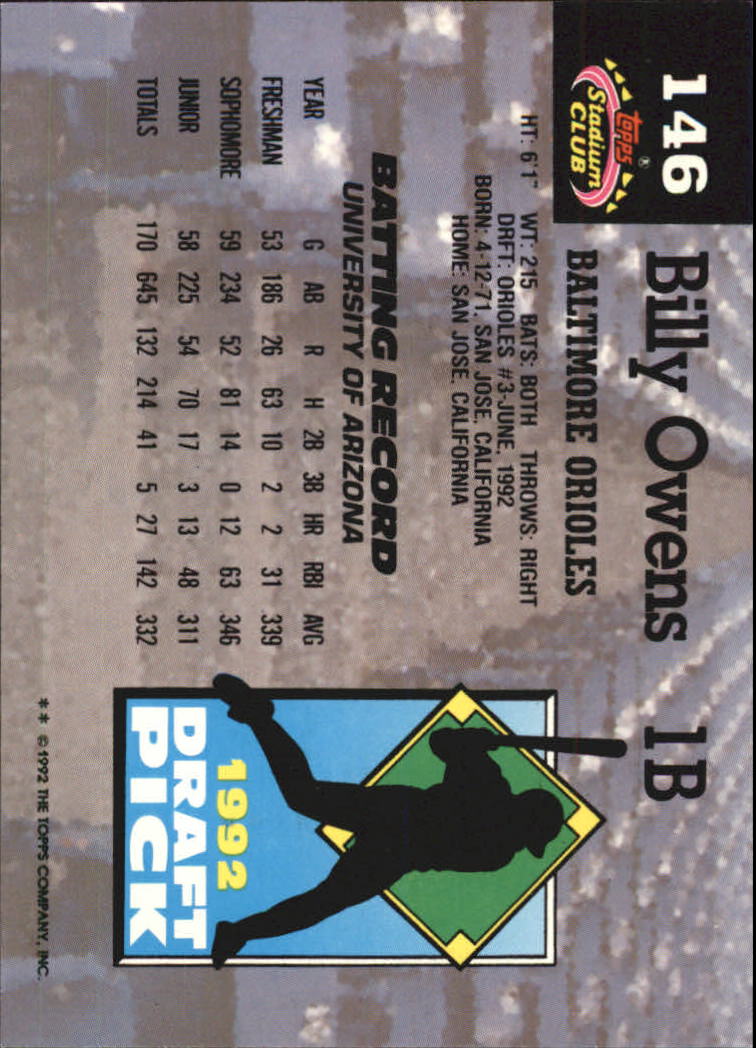 146
Billy Owens 1B
topps®
Stadium
CLUB
BALTIMORE ORIOLES
HT: 6'1" WT: 215 BATS: BOTH THROWS: RIGHT
DRFT: ORIOLES #3-JUNE, 1992
BORN: 4-12-71, SAN JOSE, CALIFORNIA
HOME: SAN JOSE, CALIFORNIA
BATTING RECORD
UNIVERSITY OF ARIZONA
YEAR G AB R H 2B 3B HR RBI AVG
FRESHMAN 53 186 26 63 10 2 2 31 .339
SOPHOMORE 59 234 52 81 14 0 12 63 .346
JUNIOR 58 225 54 70 17 3 13 48 .311
TOTALS 170 645 132 214 41 5 27 142 .332
1992
DRAFT
PICK
** © 1992 THE TOPPS COMPANY, INC.